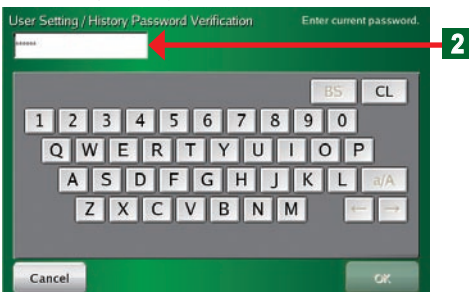 User Setting / History Password Verification Enter current password.
****** 2
BS CL
1 2 3 4 5 6 7 8 9 0
Q W E R T Y U I O P
A S D F G H J K L a/A
Z X C V B N M ← →
Cancel OK